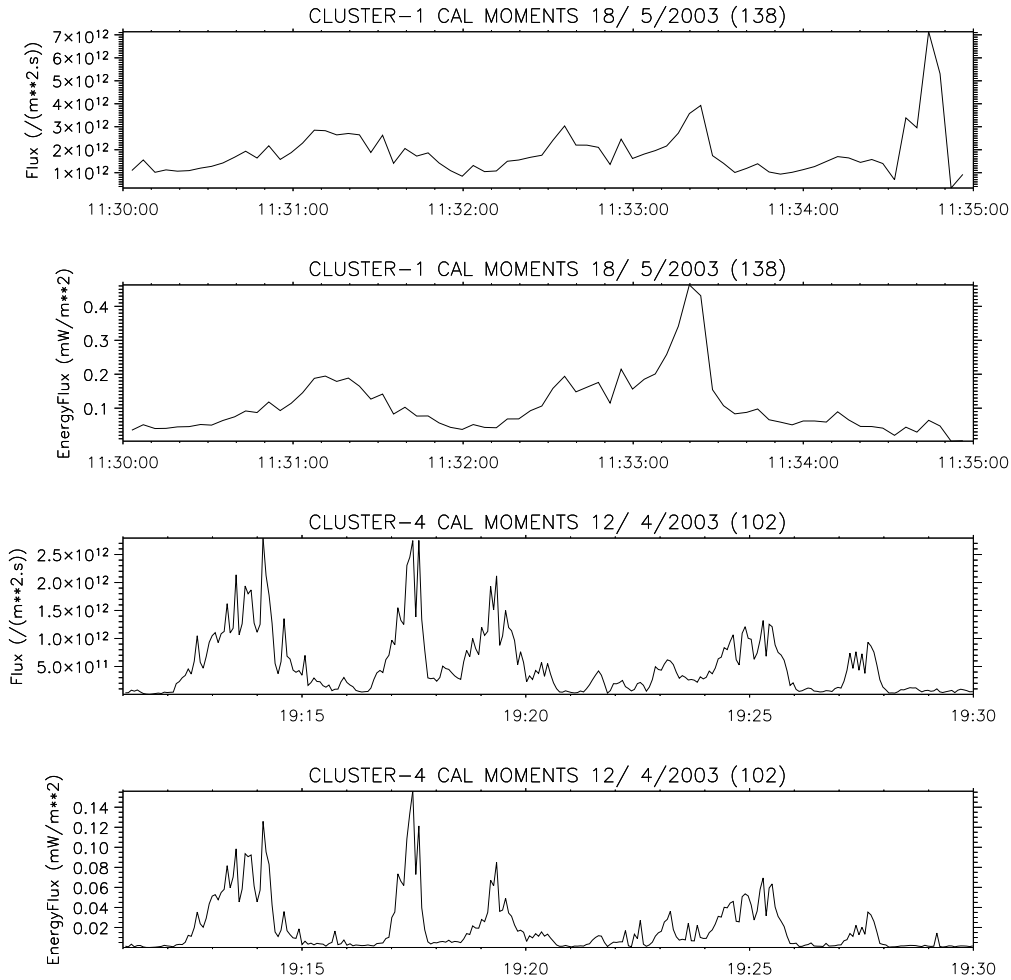 CLUSTER-1 CAL MOMENTS 18/ 5/2003 (138)
Flux (/(m**2.s))
7×10¹²
6×10¹²
5×10¹²
4×10¹²
3×10¹²
2×10¹²
1×10¹²
11:30:00 11:31:00 11:32:00 11:33:00 11:34:00 11:35:00
CLUSTER-1 CAL MOMENTS 18/ 5/2003 (138)
EnergyFlux (mW/m**2)
0.4
0.3
0.2
0.1
11:30:00 11:31:00 11:32:00 11:33:00 11:34:00 11:35:00
CLUSTER-4 CAL MOMENTS 12/ 4/2003 (102)
Flux (/(m**2.s))
2.5×10¹²
2.0×10¹²
1.5×10¹²
1.0×10¹²
5.0×10¹¹
19:15 19:20 19:25 19:30
CLUSTER-4 CAL MOMENTS 12/ 4/2003 (102)
EnergyFlux (mW/m**2)
0.14
0.12
0.10
0.08
0.06
0.04
0.02
19:15 19:20 19:25 19:30